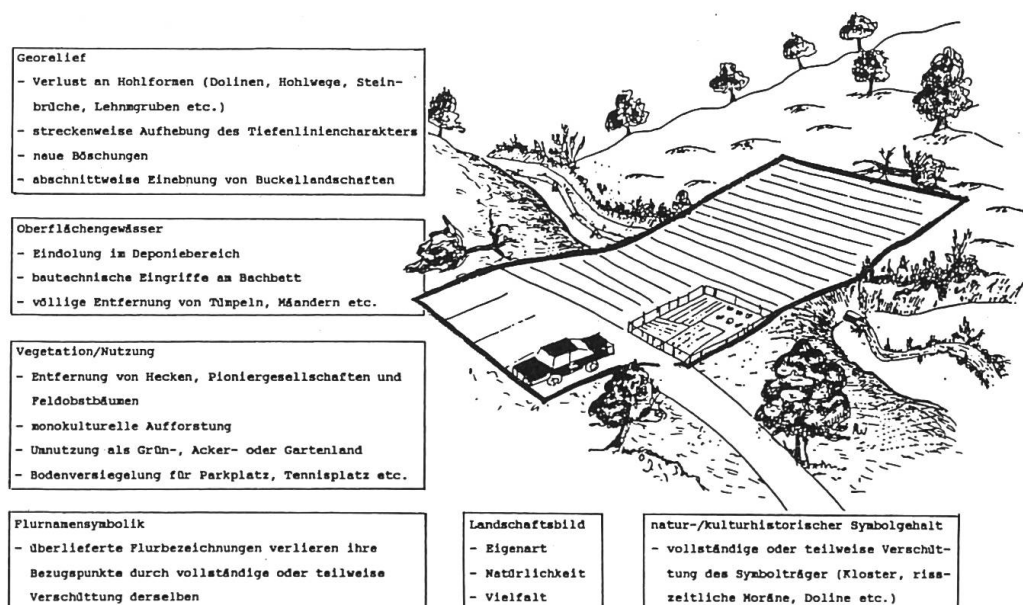 Georelief
- Verlust an Hohlformen (Dolinen, Hohlwege, Stein-
brüche, Lehmgruben etc.)
- streckenweise Aufhebung des Tiefenliniencharakters
- neue Böschungen
- abschnittweise Einebnung von Buckellandschaften
Oberflächengewässer
- Eindolung im Deponiebereich
- bautechnische Eingriffe am Bachbett
- völlige Entfernung von Tümpeln, Mäandern etc.
Vegetation/Nutzung
- Entfernung von Hecken, Pioniergesellschaften und
Feldobstbäumen
- monokulturelle Aufforstung
- Umnutzung als Grün-, Acker- oder Gartenland
- Bodenversiegelung für Parkplatz, Tennisplatz etc.
Flurnamensymbolik
- überlieferte Flurbezeichnungen verlieren ihre
Bezugspunkte durch vollständige oder teilweise
Verschüttung derselben
Landschaftsbild
- Eigenart
- Natürlichkeit
- Vielfalt
natur-/kulturhistorischer Symbolgehalt
- vollständige oder teilweise Verschüt-
tung des Symbolträger (Kloster, riss-
zeitliche Moräne, Doline etc.)